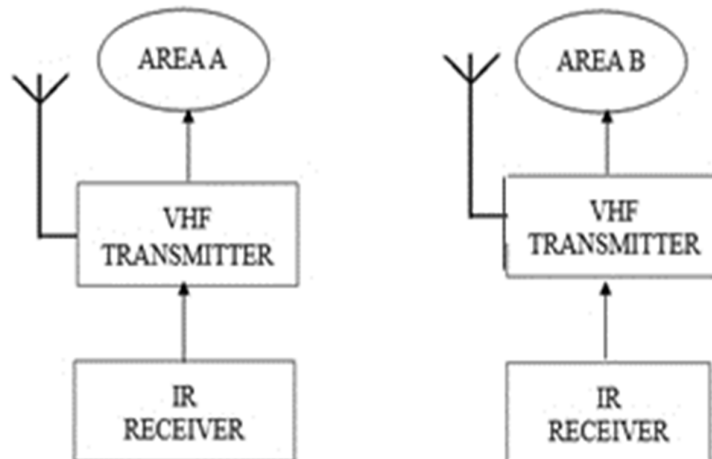 AREA A
AREA B
VHF
TRANSMITTER
VHF
TRANSMITTER
IR
RECEIVER
IR
RECEIVER